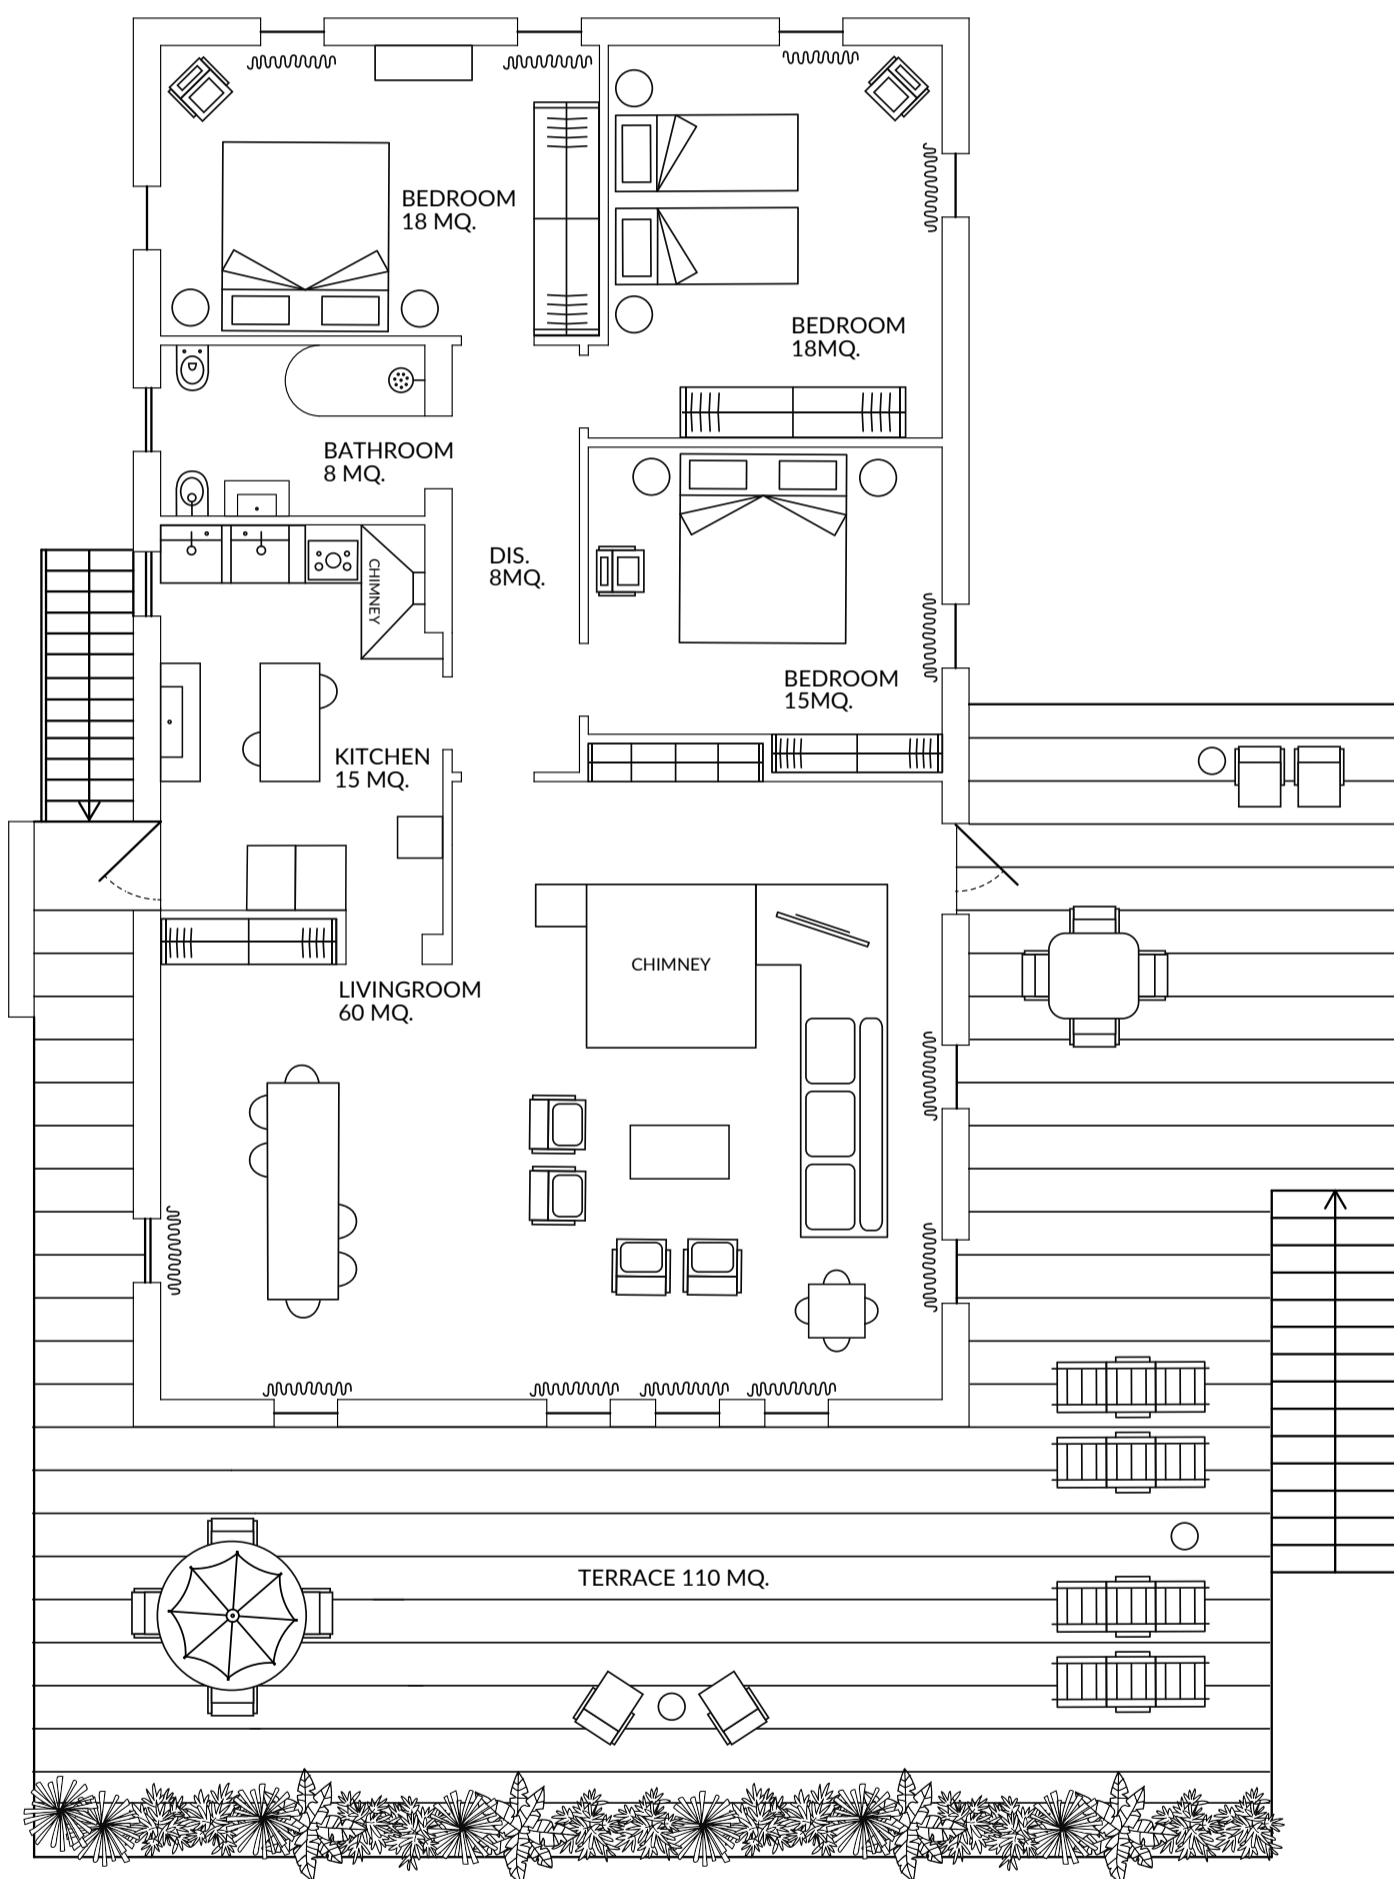 BEDROOM
18 MQ.
BEDROOM
18MQ.
BATHROOM
8 MQ.
DIS.
8MQ.
CHIMNEY
BEDROOM
15MQ.
KITCHEN
15 MQ.
CHIMNEY
LIVINGROOM
60 MQ.
TERRACE 110 MQ.